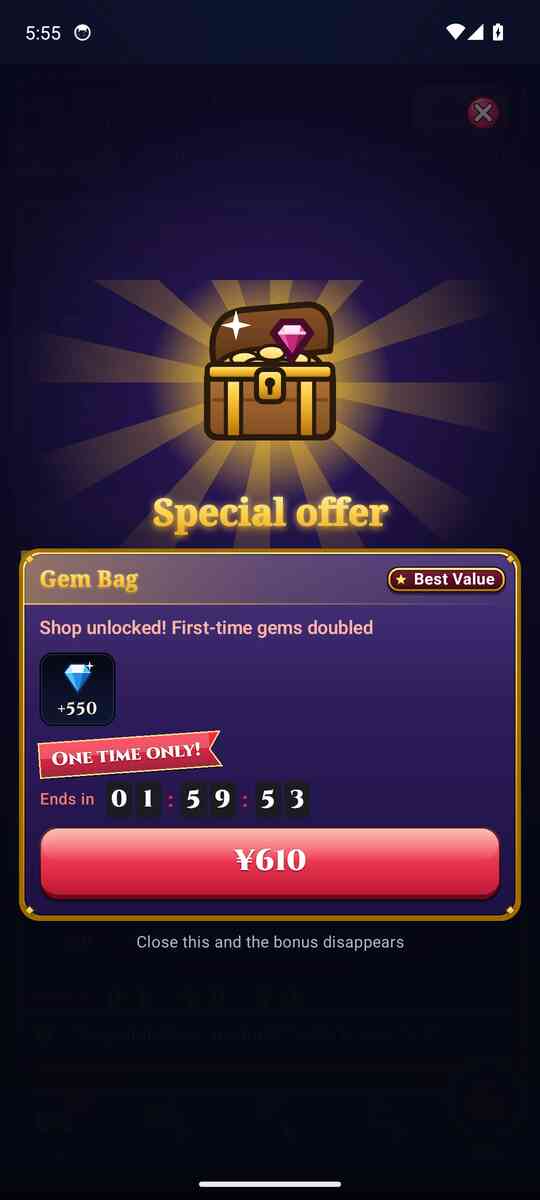 5:55
Special offer
Gem Bag
Best Value
Shop unlocked! First-time gems doubled
+550
ONE TIME ONLY!
Ends in 01:59:53
¥610
Close this and the bonus disappears